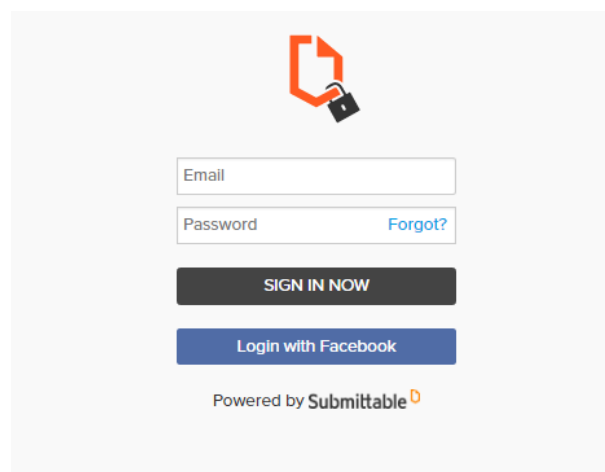 Email
Password Forgot?
SIGN IN NOW
Login with Facebook
Powered by Submittable